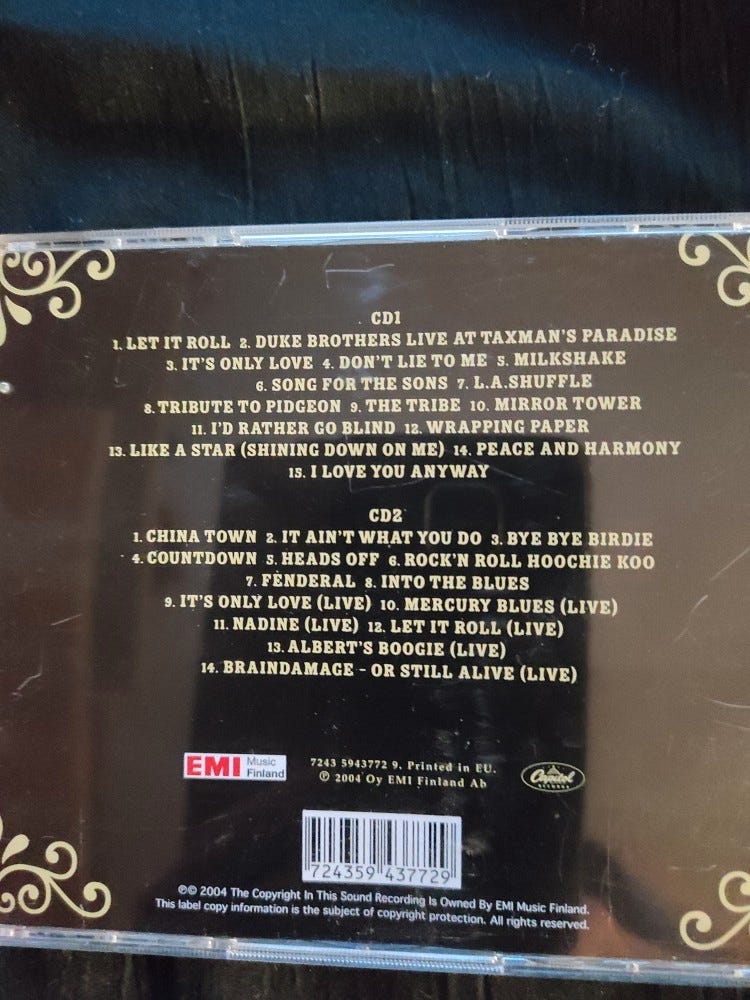 CD1
1. LET IT ROLL 2. DUKE BROTHERS LIVE AT TAXMAN'S PARADISE
3. IT'S ONLY LOVE 4. DON'T LIE TO ME 5. MILKSHAKE
6. SONG FOR THE SONS 7. L.A.SHUFFLE
8. TRIBUTE TO PIDGEON 9. THE TRIBE 10. MIRROR TOWER
11. I'D RATHER GO BLIND 12. WRAPPING PAPER
13. LIKE A STAR (SHINING DOWN ON ME) 14. PEACE AND HARMONY
15. I LOVE YOU ANYWAY
CD2
1. CHINA TOWN 2. IT AIN'T WHAT YOU DO 3. BYE BYE BIRDIE
4. COUNTDOWN 5. HEADS OFF 6. ROCK'N ROLL HOOCHIE KOO
7. FENDERAL 8. INTO THE BLUES
9. IT'S ONLY LOVE (LIVE) 10. MERCURY BLUES (LIVE)
11. NADINE (LIVE) 12. LET IT ROLL (LIVE)
13. ALBERT'S BOOGIE (LIVE)
14. BRAINDAMAGE - OR STILL ALIVE (LIVE)
EMI Music Finland
7243 5943772 9. Printed in EU.
℗ 2004 Oy EMI Finland Ab
Capitol RECORDS
7 24359 43772 9
℗© 2004 The Copyright In This Sound Recording Is Owned By EMI Music Finland.
This label copy information is the subject of copyright protection. All rights reserved.